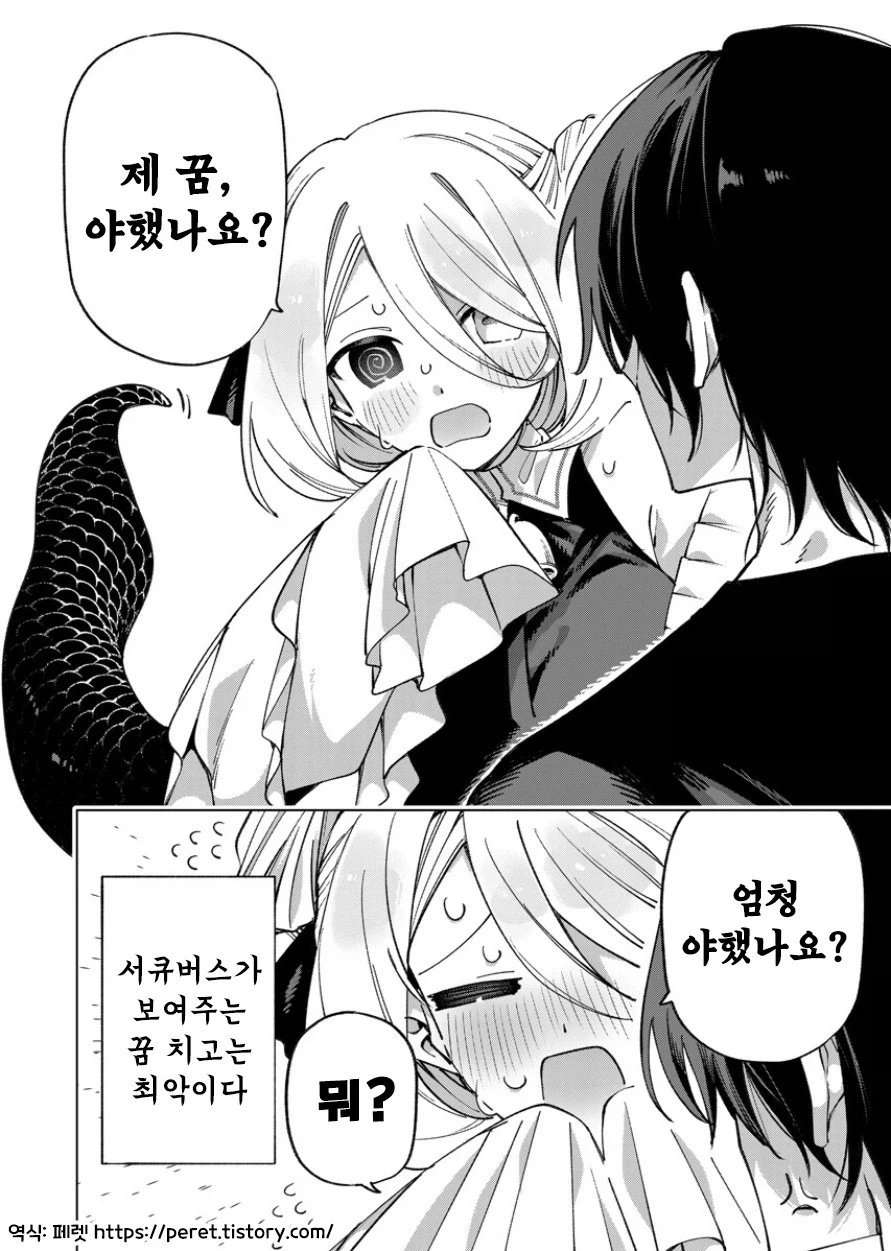 제 꿈,
야했나요?
엄청
야했나요?
뭐?
서큐버스가
보여주는
꿈 치고는
최악이다
역식: 페렛 https://peret.tistory.com/